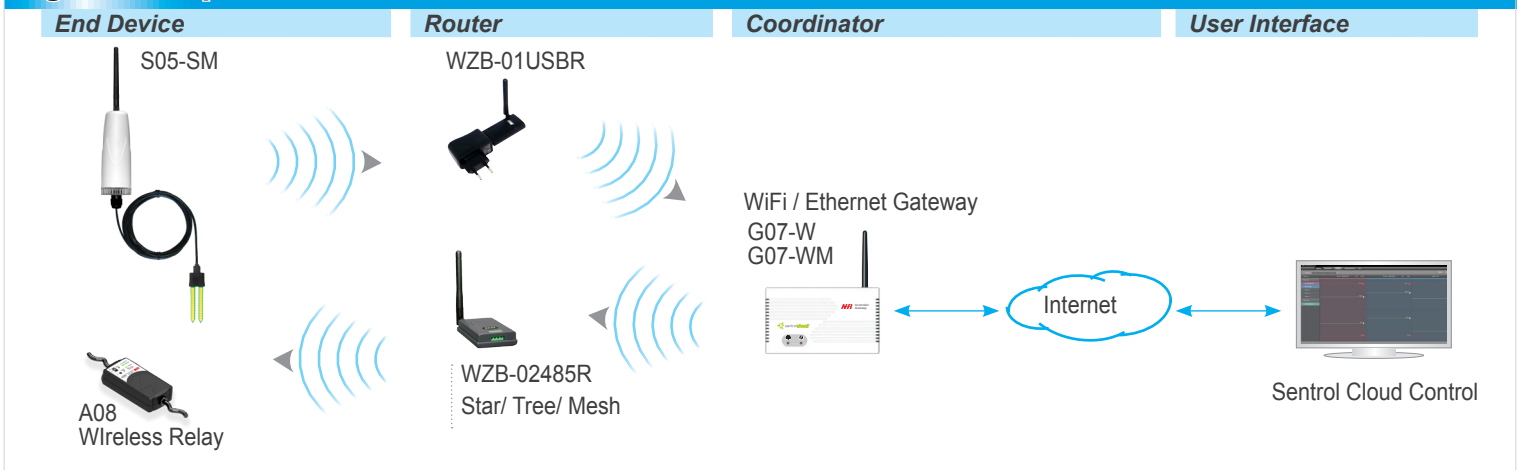 End Device
Router
Coordinator
User Interface
S05-SM
WZB-01USBR
WiFi / Ethernet Gateway
G07-W
G07-WM
Internet
WZB-02485R
Star/ Tree/ Mesh
A08
WIreless Relay
Sentrol Cloud Control